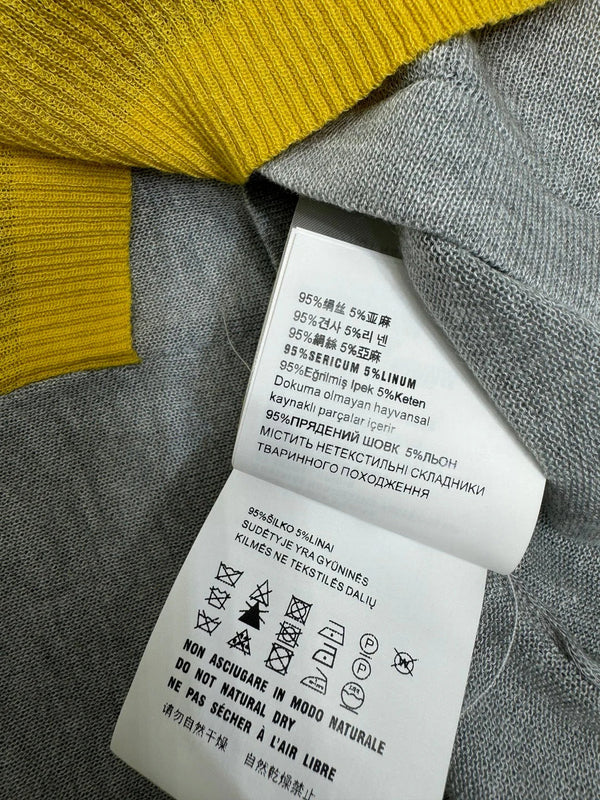 95%绢丝 5%亚麻
95%견사 5%리 넨
95%絹絲 5%亞麻
95%SERICUM 5%LINUM
95%Eğrilmiş Ipek 5%Keten
Dokuma olmayan hayvansal
kaynaklı parçalar içerir
95%ПРЯДЕНИЙ ШОВК 5%ЛЬОН
МІСТИТЬ НЕТЕКСТИЛЬНІ СКЛАДНИКИ
ТВАРИННОГО ПОХОДЖЕННЯ
95%ŠILKO 5%LINAI
SUDĖTYJE YRA GYŪNINĖS
KILMĖS NE TEKSTILĖS DALIŲ
P
P
W
NON ASCIUGARE IN MODO NATURALE
DO NOT NATURAL DRY
NE PAS SÉCHER À L'AIR LIBRE
请勿自然干燥 自然乾燥禁止